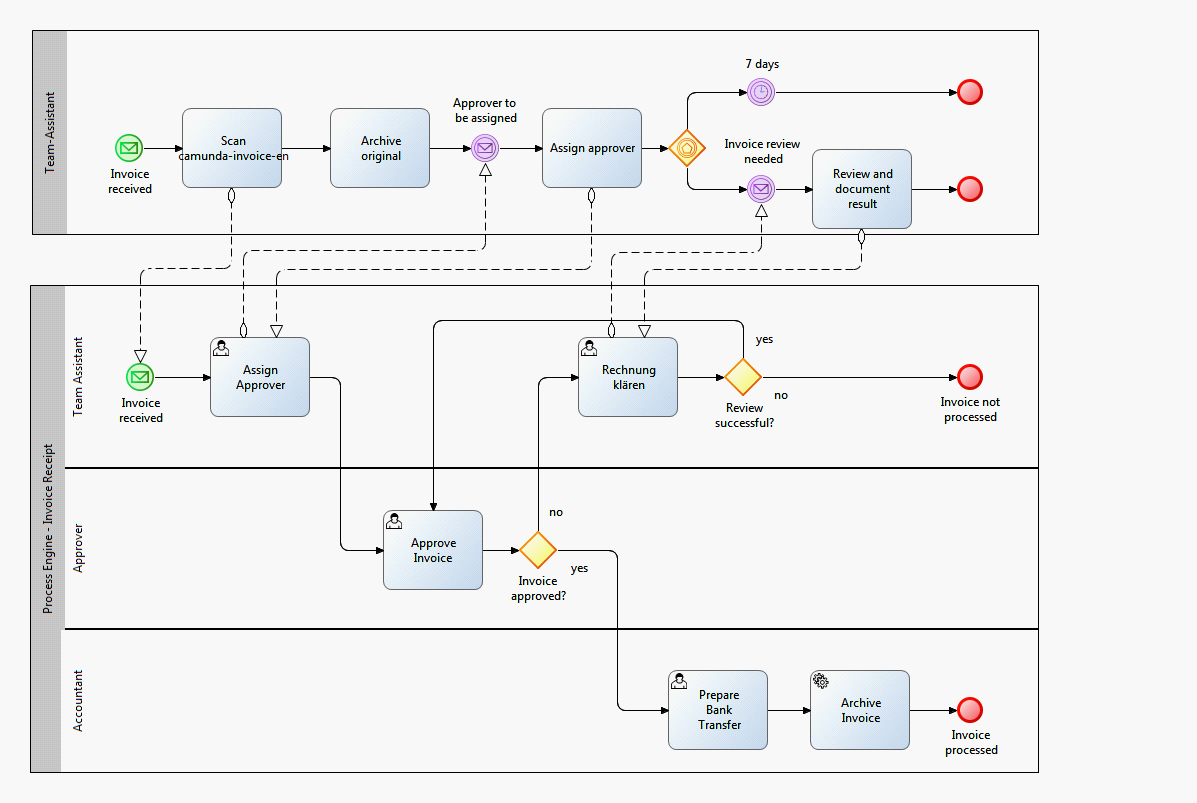 Team-Assistant
7 days
Approver to
be assigned
Scan
camunda-invoice-en
Archive
original
Assign approver
Invoice review
needed
Invoice
received
Review and
document
result
Process Engine - Invoice Receipt
Team Assistant
yes
Assign
Approver
Rechnung
klären
no
Invoice
received
Review
successful?
Invoice not
processed
Approver
no
Approve
Invoice
yes
Invoice
approved?
Accountant
Prepare
Bank
Transfer
Archive
Invoice
Invoice
processed